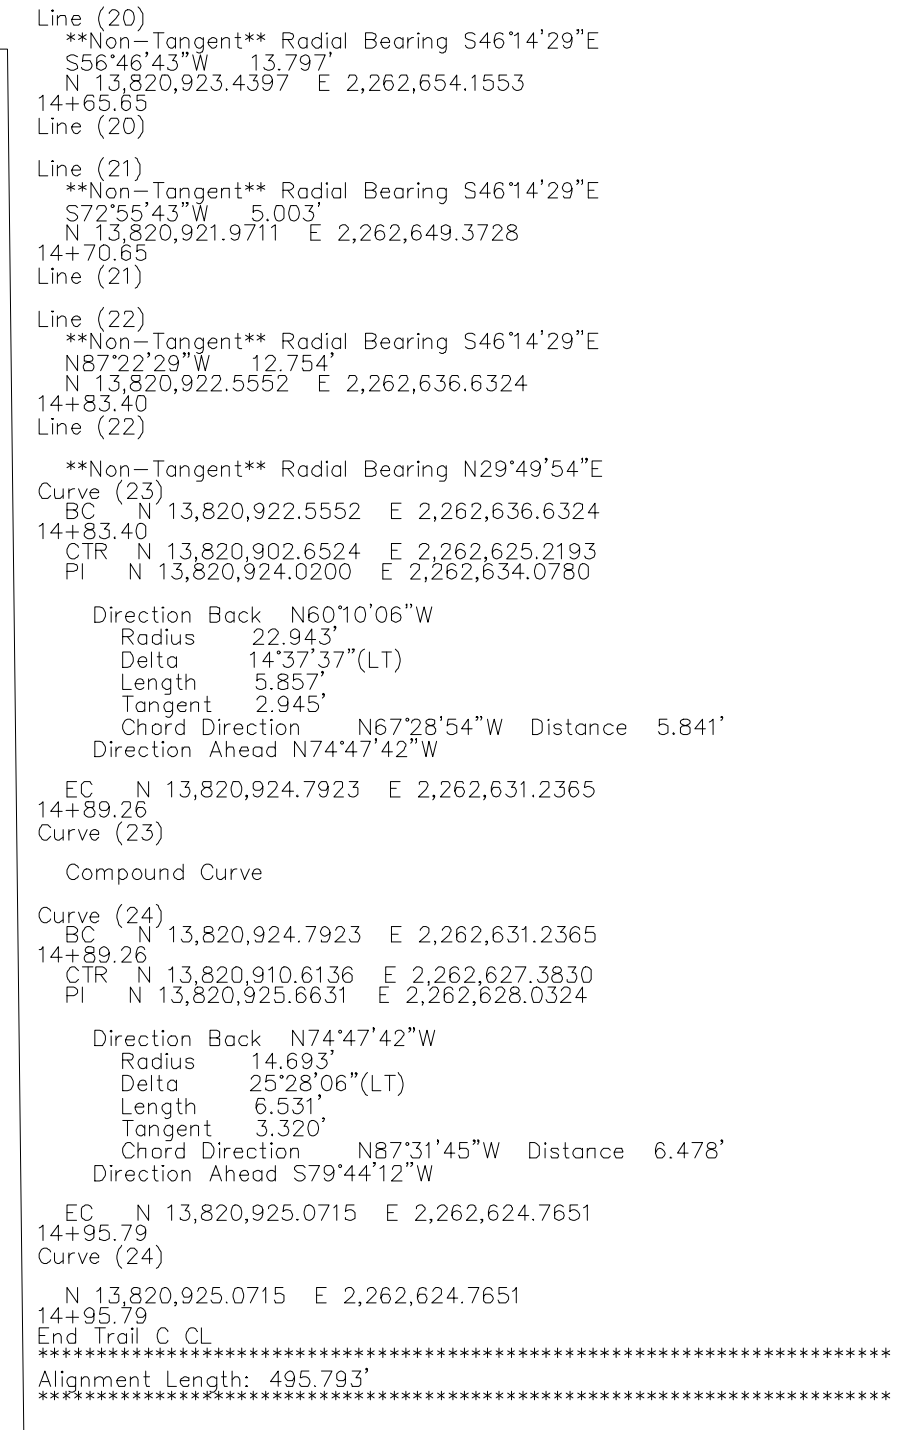 Line (20)
**Non-Tangent** Radial Bearing S46°14'29"E
S56°46'43"W 13.797'
N 13,820,923.4397 E 2,262,654.1553
14+65.65
Line (20)
Line (21)
**Non-Tangent** Radial Bearing S46°14'29"E
S72°55'43"W 5.003'
N 13,820,921.9711 E 2,262,649.3728
14+70.65
Line (21)
Line (22)
**Non-Tangent** Radial Bearing S46°14'29"E
N87°22'29"W 12.754'
N 13,820,922.5552 E 2,262,636.6324
14+83.40
Line (22)
**Non-Tangent** Radial Bearing N29°49'54"E
Curve (23)
BC N 13,820,922.5552 E 2,262,636.6324
14+83.40
CTR N 13,820,902.6524 E 2,262,625.2193
PI N 13,820,924.0200 E 2,262,634.0780
Direction Back N60°10'06"W
Radius 22.943'
Delta 14°37'37"(LT)
Length 5.857'
Tangent 2.945'
Chord Direction N67°28'54"W Distance 5.841'
Direction Ahead N74°47'42"W
EC N 13,820,924.7923 E 2,262,631.2365
14+89.26
Curve (23)
Compound Curve
Curve (24)
BC N 13,820,924.7923 E 2,262,631.2365
14+89.26
CTR N 13,820,910.6136 E 2,262,627.3830
PI N 13,820,925.6631 E 2,262,628.0324
Direction Back N74°47'42"W
Radius 14.693'
Delta 25°28'06"(LT)
Length 6.531'
Tangent 3.320'
Chord Direction N87°31'45"W Distance 6.478'
Direction Ahead S79°44'12"W
EC N 13,820,925.0715 E 2,262,624.7651
14+95.79
Curve (24)
N 13,820,925.0715 E 2,262,624.7651
14+95.79
End Trail C CL
*************************************************************************
Alignment Length: 495.793'
*************************************************************************